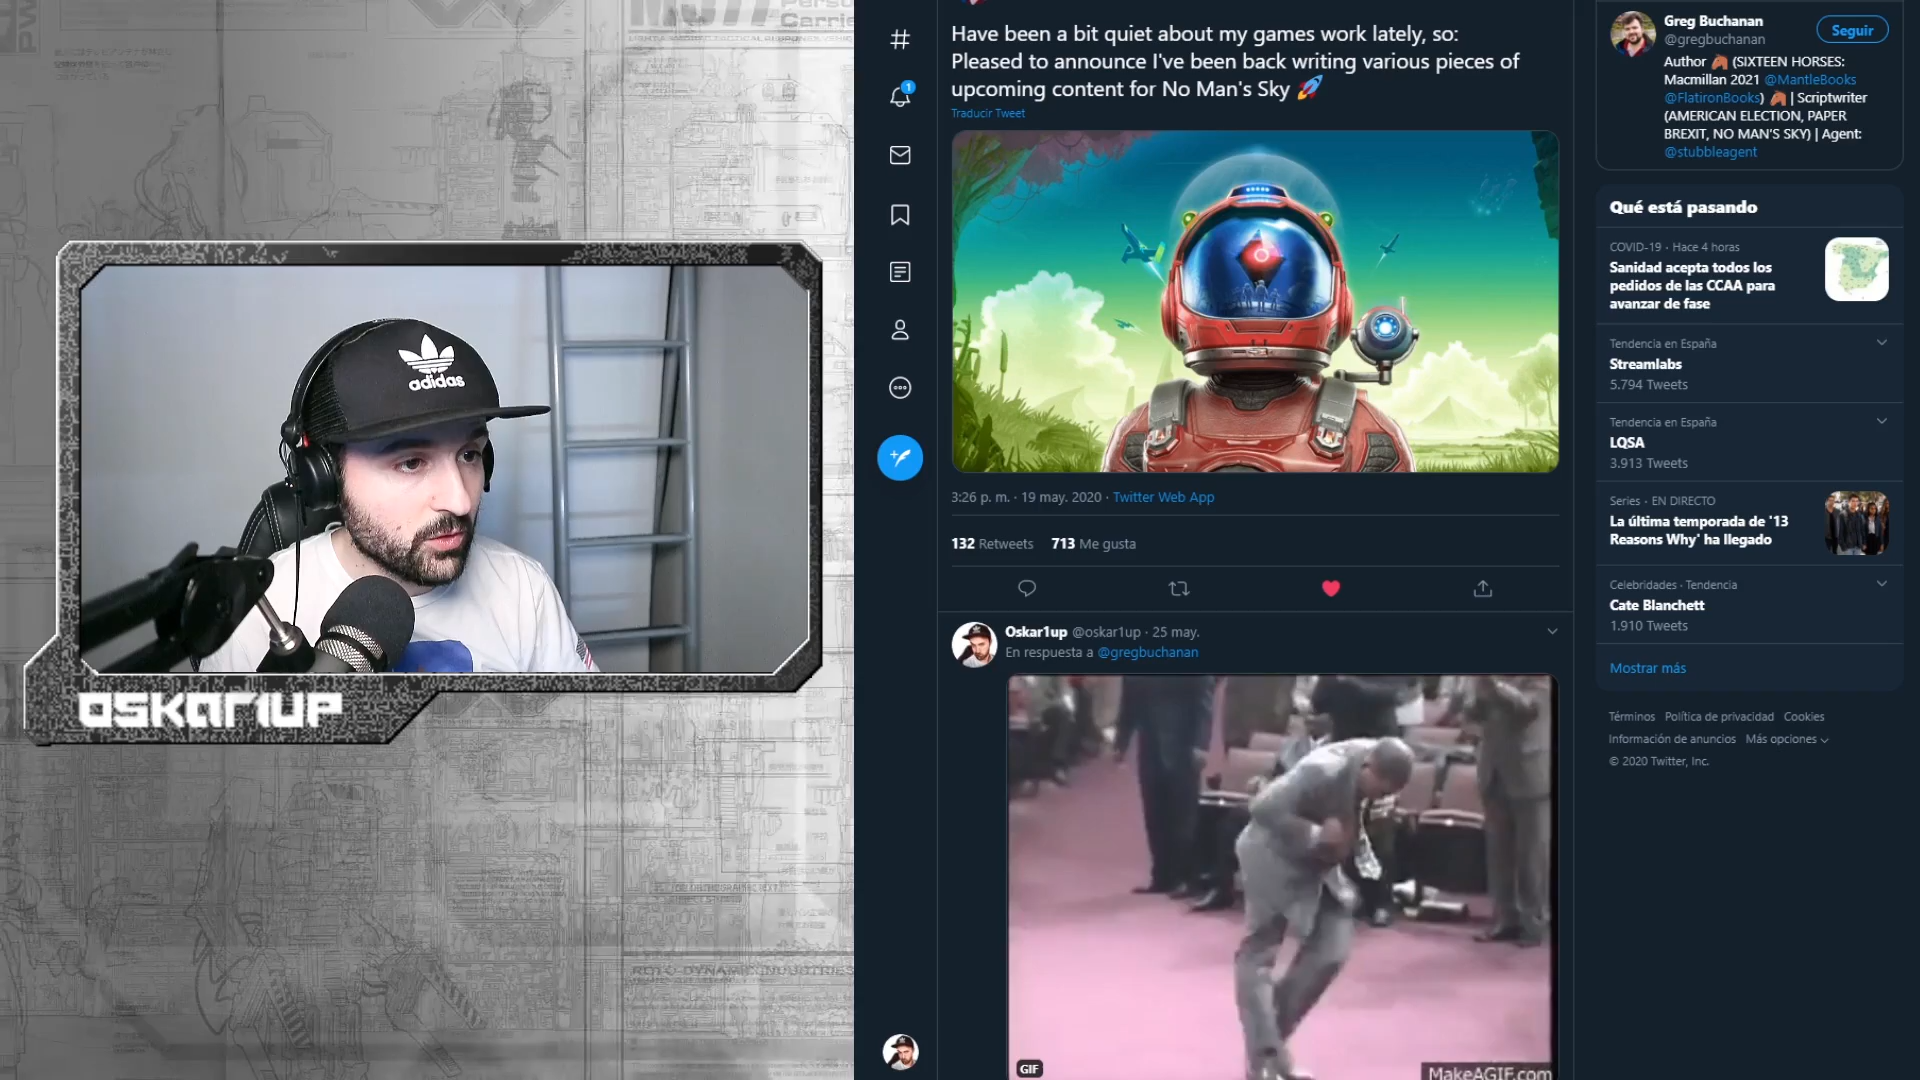 adidas
oskar1up
Have been a bit quiet about my games work lately, so:
Pleased to announce I've been back writing various pieces of
upcoming content for No Man's Sky 🚀
Traducir Tweet
3:26 p. m. · 19 may. 2020 · Twitter Web App
132 Retweets 713 Me gusta
Oskar1up @oskar1up · 25 may.
En respuesta a @gregbuchanan
GIF
MakeAGIF.com
1
Greg Buchanan
@gregbuchanan
Seguir
Author 🐴 (SIXTEEN HORSES:
Macmillan 2021 @MantleBooks
@FlatironBooks) 🐴 | Scriptwriter
(AMERICAN ELECTION, PAPER
BREXIT, NO MAN'S SKY) | Agent:
@stubbleagent
Qué está pasando
COVID-19 · Hace 4 horas
Sanidad acepta todos los
pedidos de las CCAA para
avanzar de fase
Tendencia en España
Streamlabs
5.794 Tweets
Tendencia en España
LQSA
3.913 Tweets
Series · EN DIRECTO
La última temporada de '13
Reasons Why' ha llegado
Celebridades · Tendencia
Cate Blanchett
1.910 Tweets
Mostrar más
Términos Política de privacidad Cookies
Información de anuncios Más opciones
© 2020 Twitter, Inc.